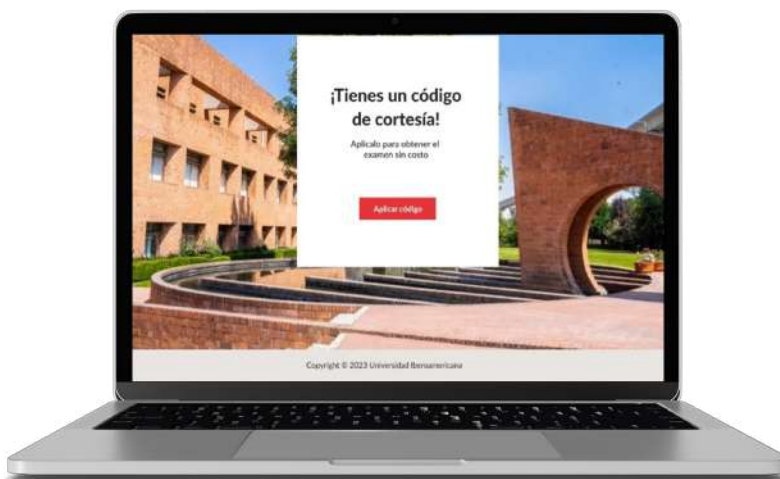 ¡Tienes un código
de cortesía!
Aplícalo para obtener el
examen sin costo
Aplicar código
Copyright © 2023 Universidad Iberoamericana